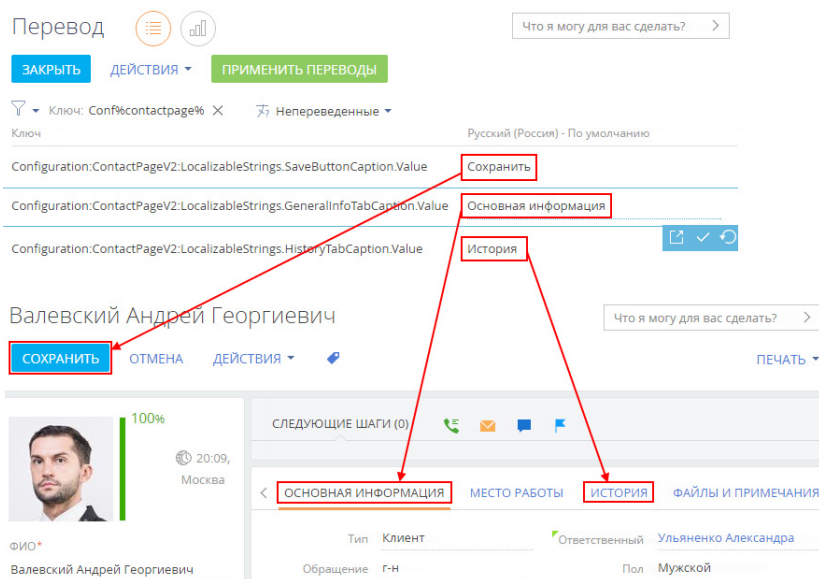 Перевод
Что я могу для вас сделать?
ЗАКРЫТЬ ДЕЙСТВИЯ ПРИМЕНИТЬ ПЕРЕВОДЫ
Ключ: Conf%contactpage% Непереведенные
Ключ Русский (Россия) - По умолчанию
Configuration:ContactPageV2:LocalizableStrings.SaveButtonCaption.Value Сохранить
Configuration:ContactPageV2:LocalizableStrings.GeneralInfoTabCaption.Value Основная информация
Configuration:ContactPageV2:LocalizableStrings.HistoryTabCaption.Value История
Валевский Андрей Георгиевич
Что я могу для вас сделать?
СОХРАНИТЬ ОТМЕНА ДЕЙСТВИЯ ПЕЧАТЬ
100%
СЛЕДУЮЩИЕ ШАГИ (0)
20:09,
Москва
ОСНОВНАЯ ИНФОРМАЦИЯ МЕСТО РАБОТЫ ИСТОРИЯ ФАЙЛЫ И ПРИМЕЧАНИЯ
Тип Клиент Ответственный Ульяненко Александра
ФИО*
Валевский Андрей Георгиевич
Обращение г-н Пол Мужской